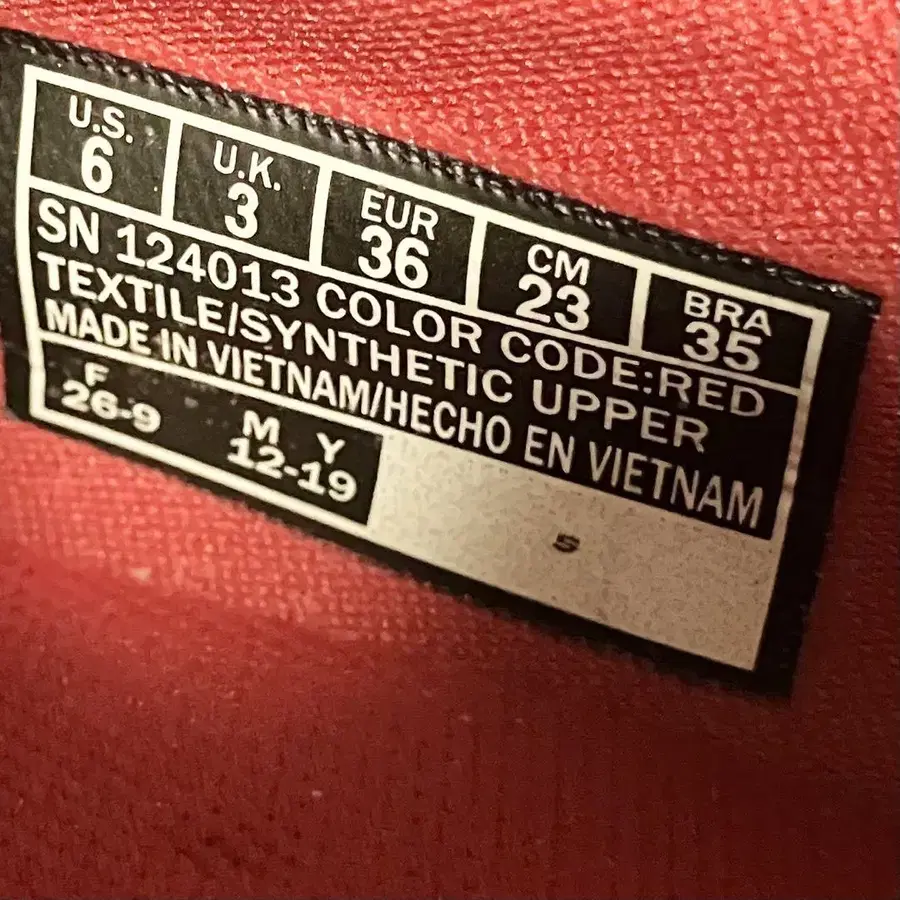 U.S. U.K. EUR CM BRA
6 3 36 23 35
SN 124013 COLOR CODE:RED
TEXTILE/SYNTHETIC UPPER
MADE IN VIETNAM/HECHO EN VIETNAM
F M Y
26-9 12-19
5